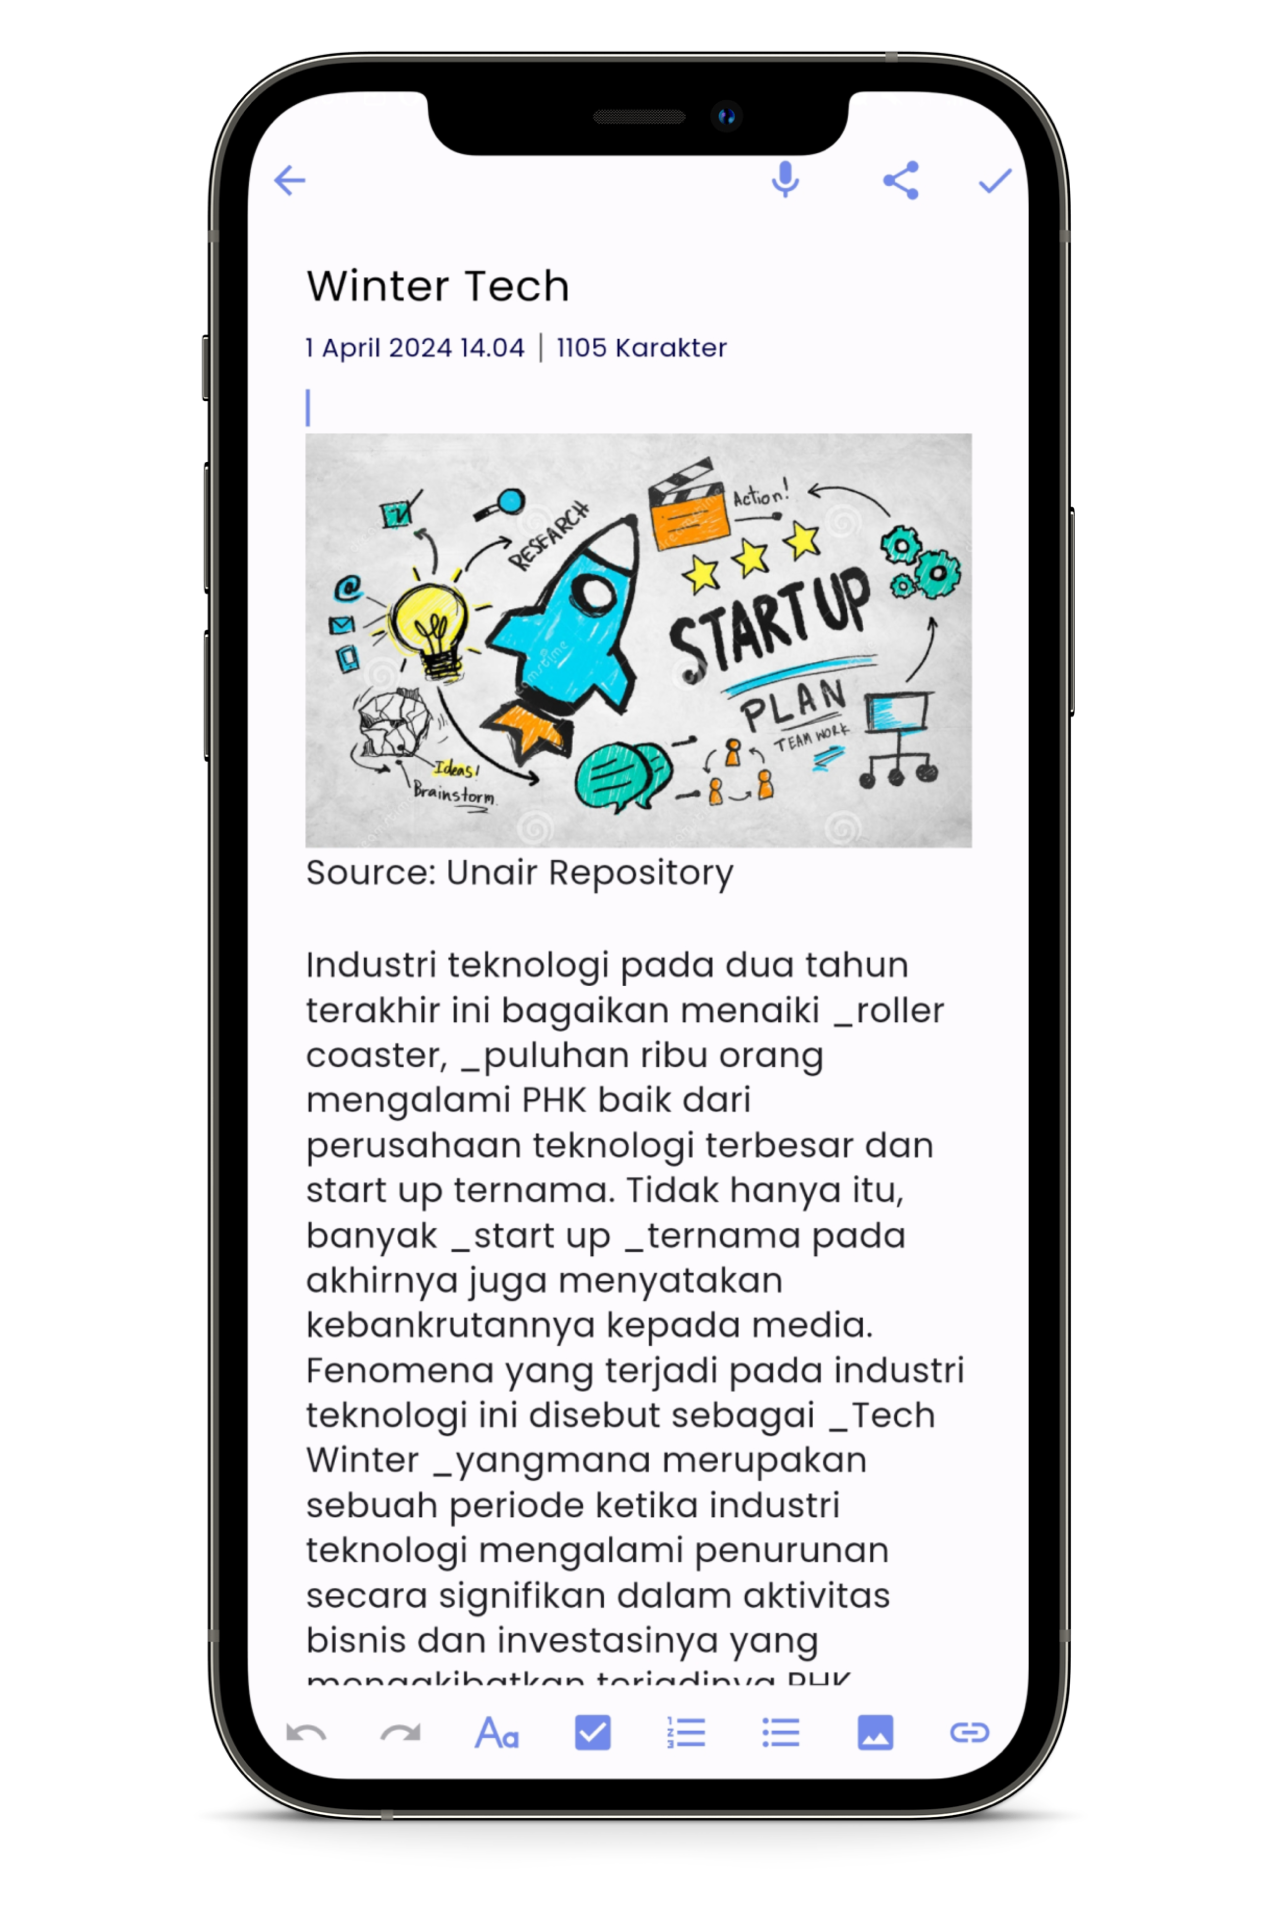 Winter Tech
1 April 2024 14.04 | 1105 Karakter
RESEARCH
Action!
START UP
PLAN
TEAM WORK
Ideas!
Brainstorm
Source: Unair Repository
Industri teknologi pada dua tahun
terakhir ini bagaikan menaiki _roller
coaster, _puluhan ribu orang
mengalami PHK baik dari
perusahaan teknologi terbesar dan
start up ternama. Tidak hanya itu,
banyak _start up _ternama pada
akhirnya juga menyatakan
kebankrutannya kepada media.
Fenomena yang terjadi pada industri
teknologi ini disebut sebagai _Tech
Winter _yangmana merupakan
sebuah periode ketika industri
teknologi mengalami penurunan
secara signifikan dalam aktivitas
bisnis dan investasinya yang
mengakibatkan terjadinya PHK
Aa